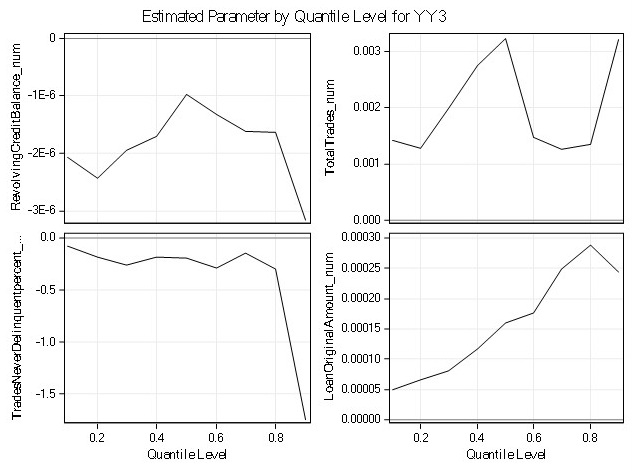 Estimated Parameter by Quantile Level for YY3
RevolvingCreditBalance_num
0
-1E-6
-2E-6
-3E-6
TotalTrades_num
0.003
0.002
0.001
0.000
TradesNeverDelinquentpercent_...
0.0
-0.5
-1.0
-1.5
0.2 0.4 0.6 0.8
Quantile Level
LoanOriginalAmount_num
0.00030
0.00025
0.00020
0.00015
0.00010
0.00005
0.00000
0.2 0.4 0.6 0.8
Quantile Level